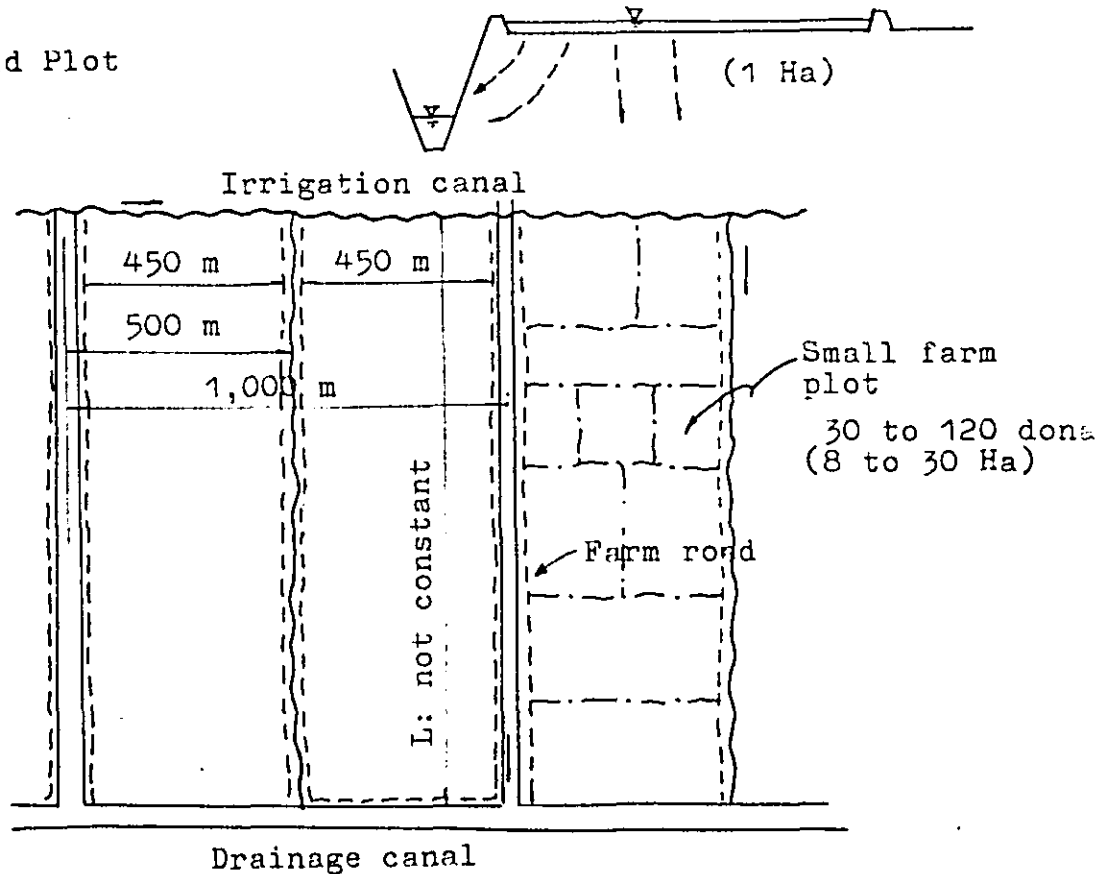 d Plot
(1 Ha)
Irrigation canal
450 m
450 m
500 m
1,000 m
Small farm
plot
30 to 120 dona
(8 to 30 Ha)
L: not constant
Farm road
Drainage canal